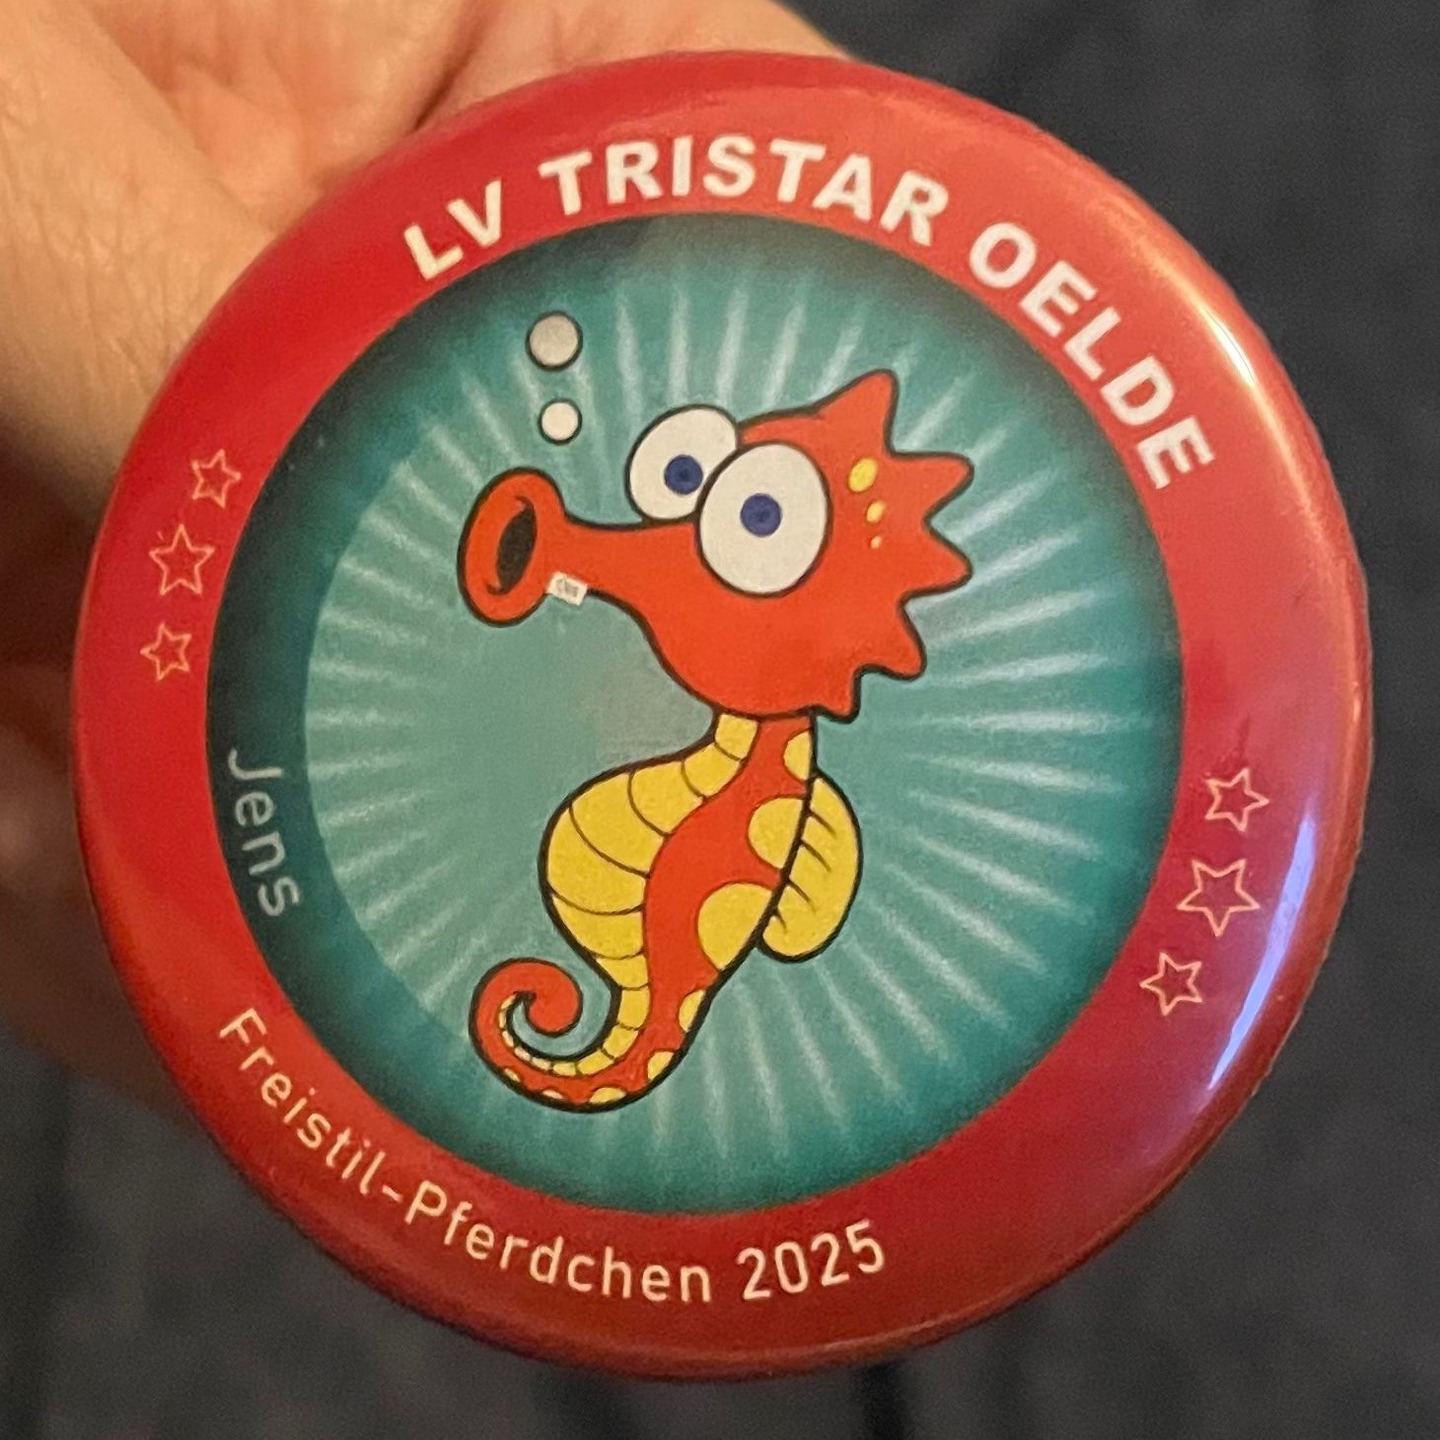 LV TRISTAR OELDE
Jens
Freistil-Pferdchen 2025